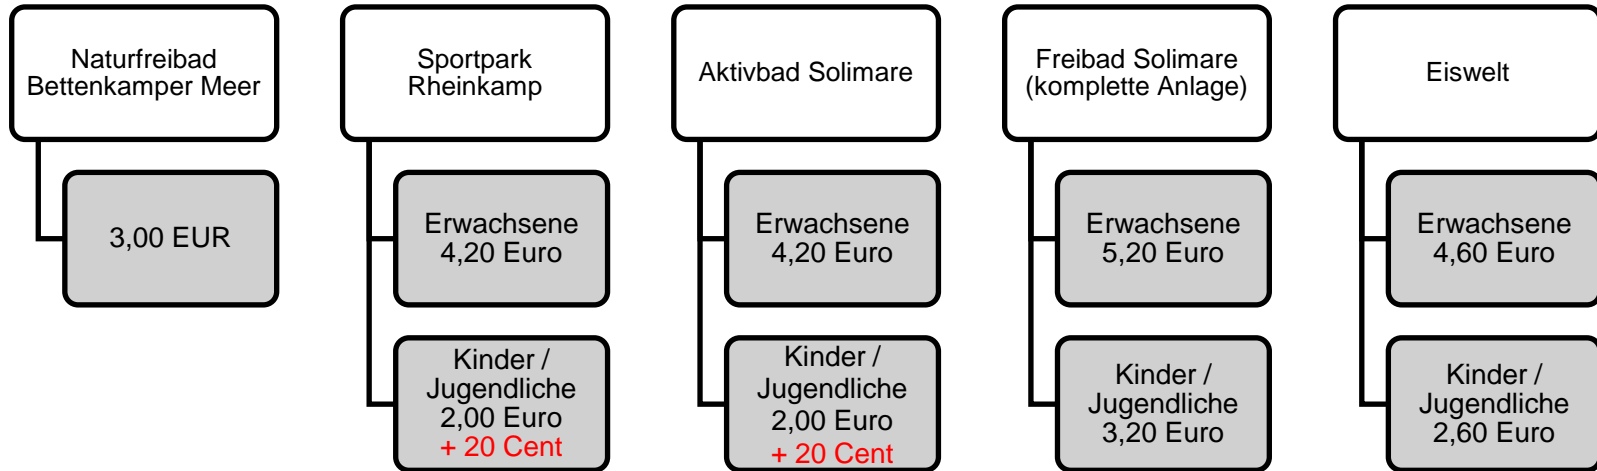 Naturfreibad
Bettenkamper Meer
3,00 EUR
Sportpark
Rheinkamp
Erwachsene
4,20 Euro
Kinder /
Jugendliche
2,00 Euro
+ 20 Cent
Aktivbad Solimare
Erwachsene
4,20 Euro
Kinder /
Jugendliche
2,00 Euro
+ 20 Cent
Freibad Solimare
(komplette Anlage)
Erwachsene
5,20 Euro
Kinder /
Jugendliche
3,20 Euro
Eiswelt
Erwachsene
4,60 Euro
Kinder /
Jugendliche
2,60 Euro